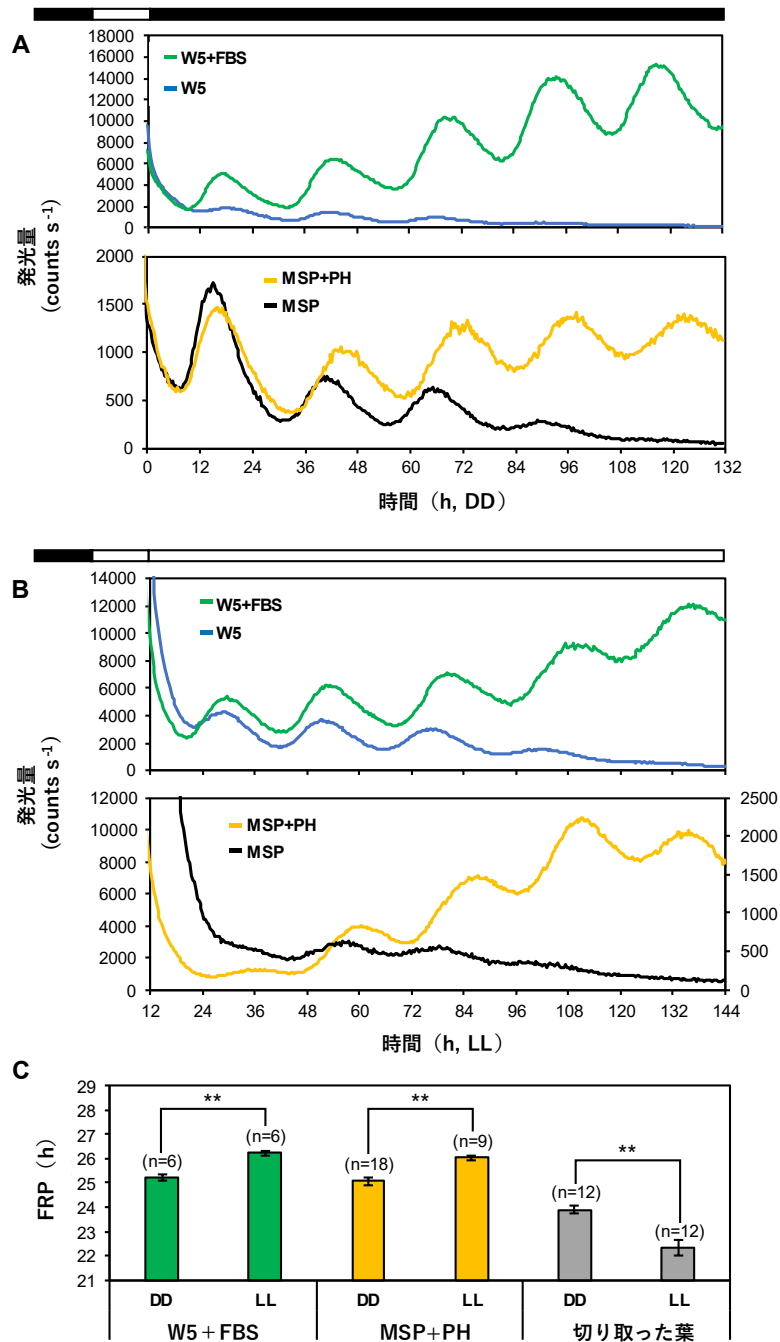 A
W5+FBS
W5
18000
16000
14000
12000
10000
8000
6000
4000
2000
0
MSP+PH
MSP
2000
1500
1000
500
0
発光量
(counts s⁻¹)
0 12 24 36 48 60 72 84 96 108 120 132
時間（h, DD）
B
W5+FBS
W5
14000
12000
10000
8000
6000
4000
2000
0
MSP+PH
MSP
12000
10000
8000
6000
4000
2000
0
2500
2000
1500
1000
500
0
発光量
(counts s⁻¹)
12 24 36 48 60 72 84 96 108 120 132 144
時間（h, LL）
C
29
28
27
26
25
24
23
22
21
FRP（h）
** ** **
(n=6) (n=6) (n=18) (n=9) (n=12) (n=12)
DD LL DD LL DD LL
W5＋FBS MSP+PH 切り取った葉